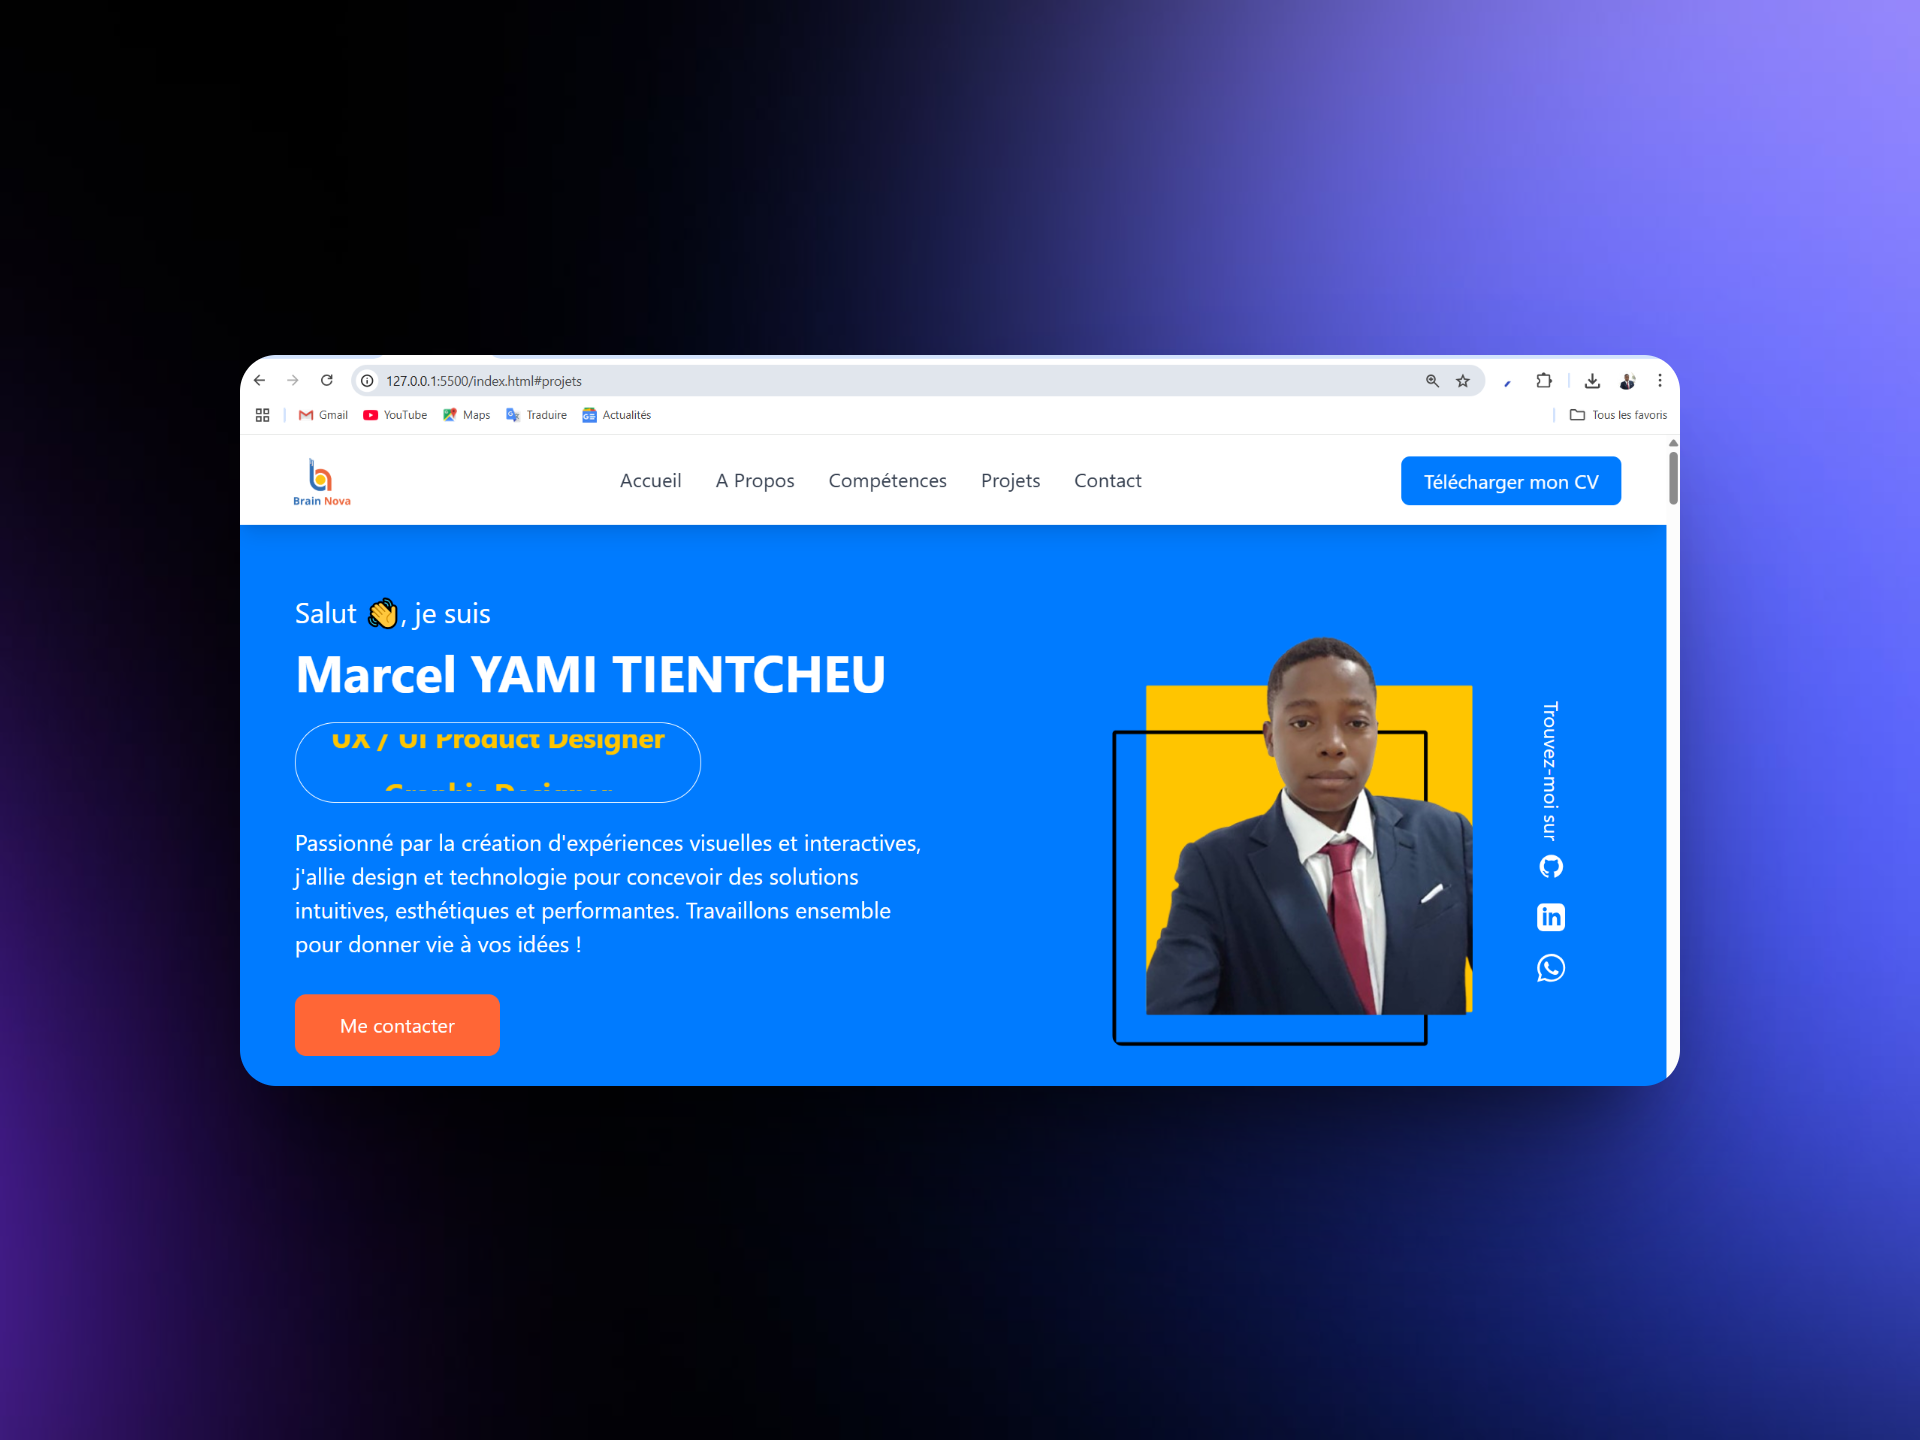 127.0.0.1:5500/index.html#projets
Gmail YouTube Maps Traduire Actualités Tous les favoris
Brain Nova
Accueil A Propos Compétences Projets Contact
Télécharger mon CV
Salut 👋, je suis
Marcel YAMI TIENTCHEU
UX / UI Product Designer
Graphic Designer
Passionné par la création d'expériences visuelles et interactives,
j'allie design et technologie pour concevoir des solutions
intuitives, esthétiques et performantes. Travaillons ensemble
pour donner vie à vos idées !
Me contacter
Trouvez-moi sur